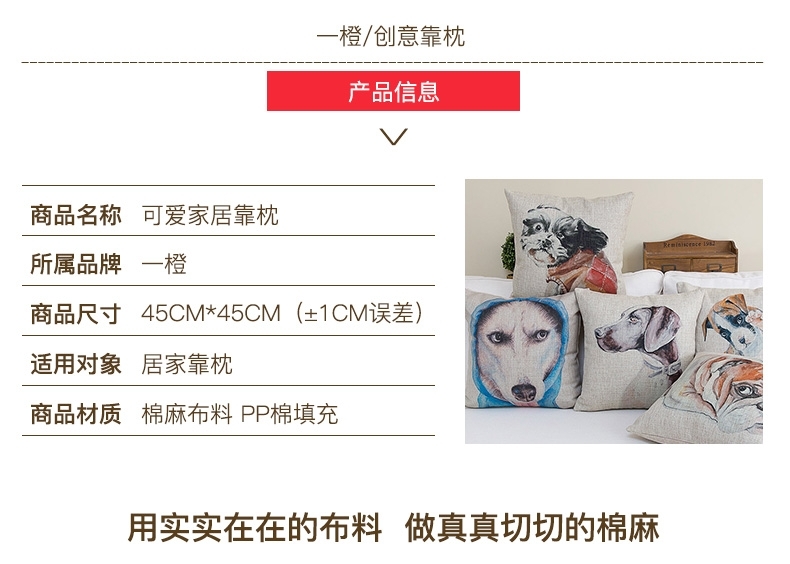 一橙/创意靠枕
产品信息
商品名称 可爱家居靠枕
所属品牌 一橙
商品尺寸 45CM*45CM（±1CM误差）
适用对象 居家靠枕
商品材质 棉麻布料 PP棉填充
Reminiscence 1982
用实实在在的布料 做真真切切的棉麻